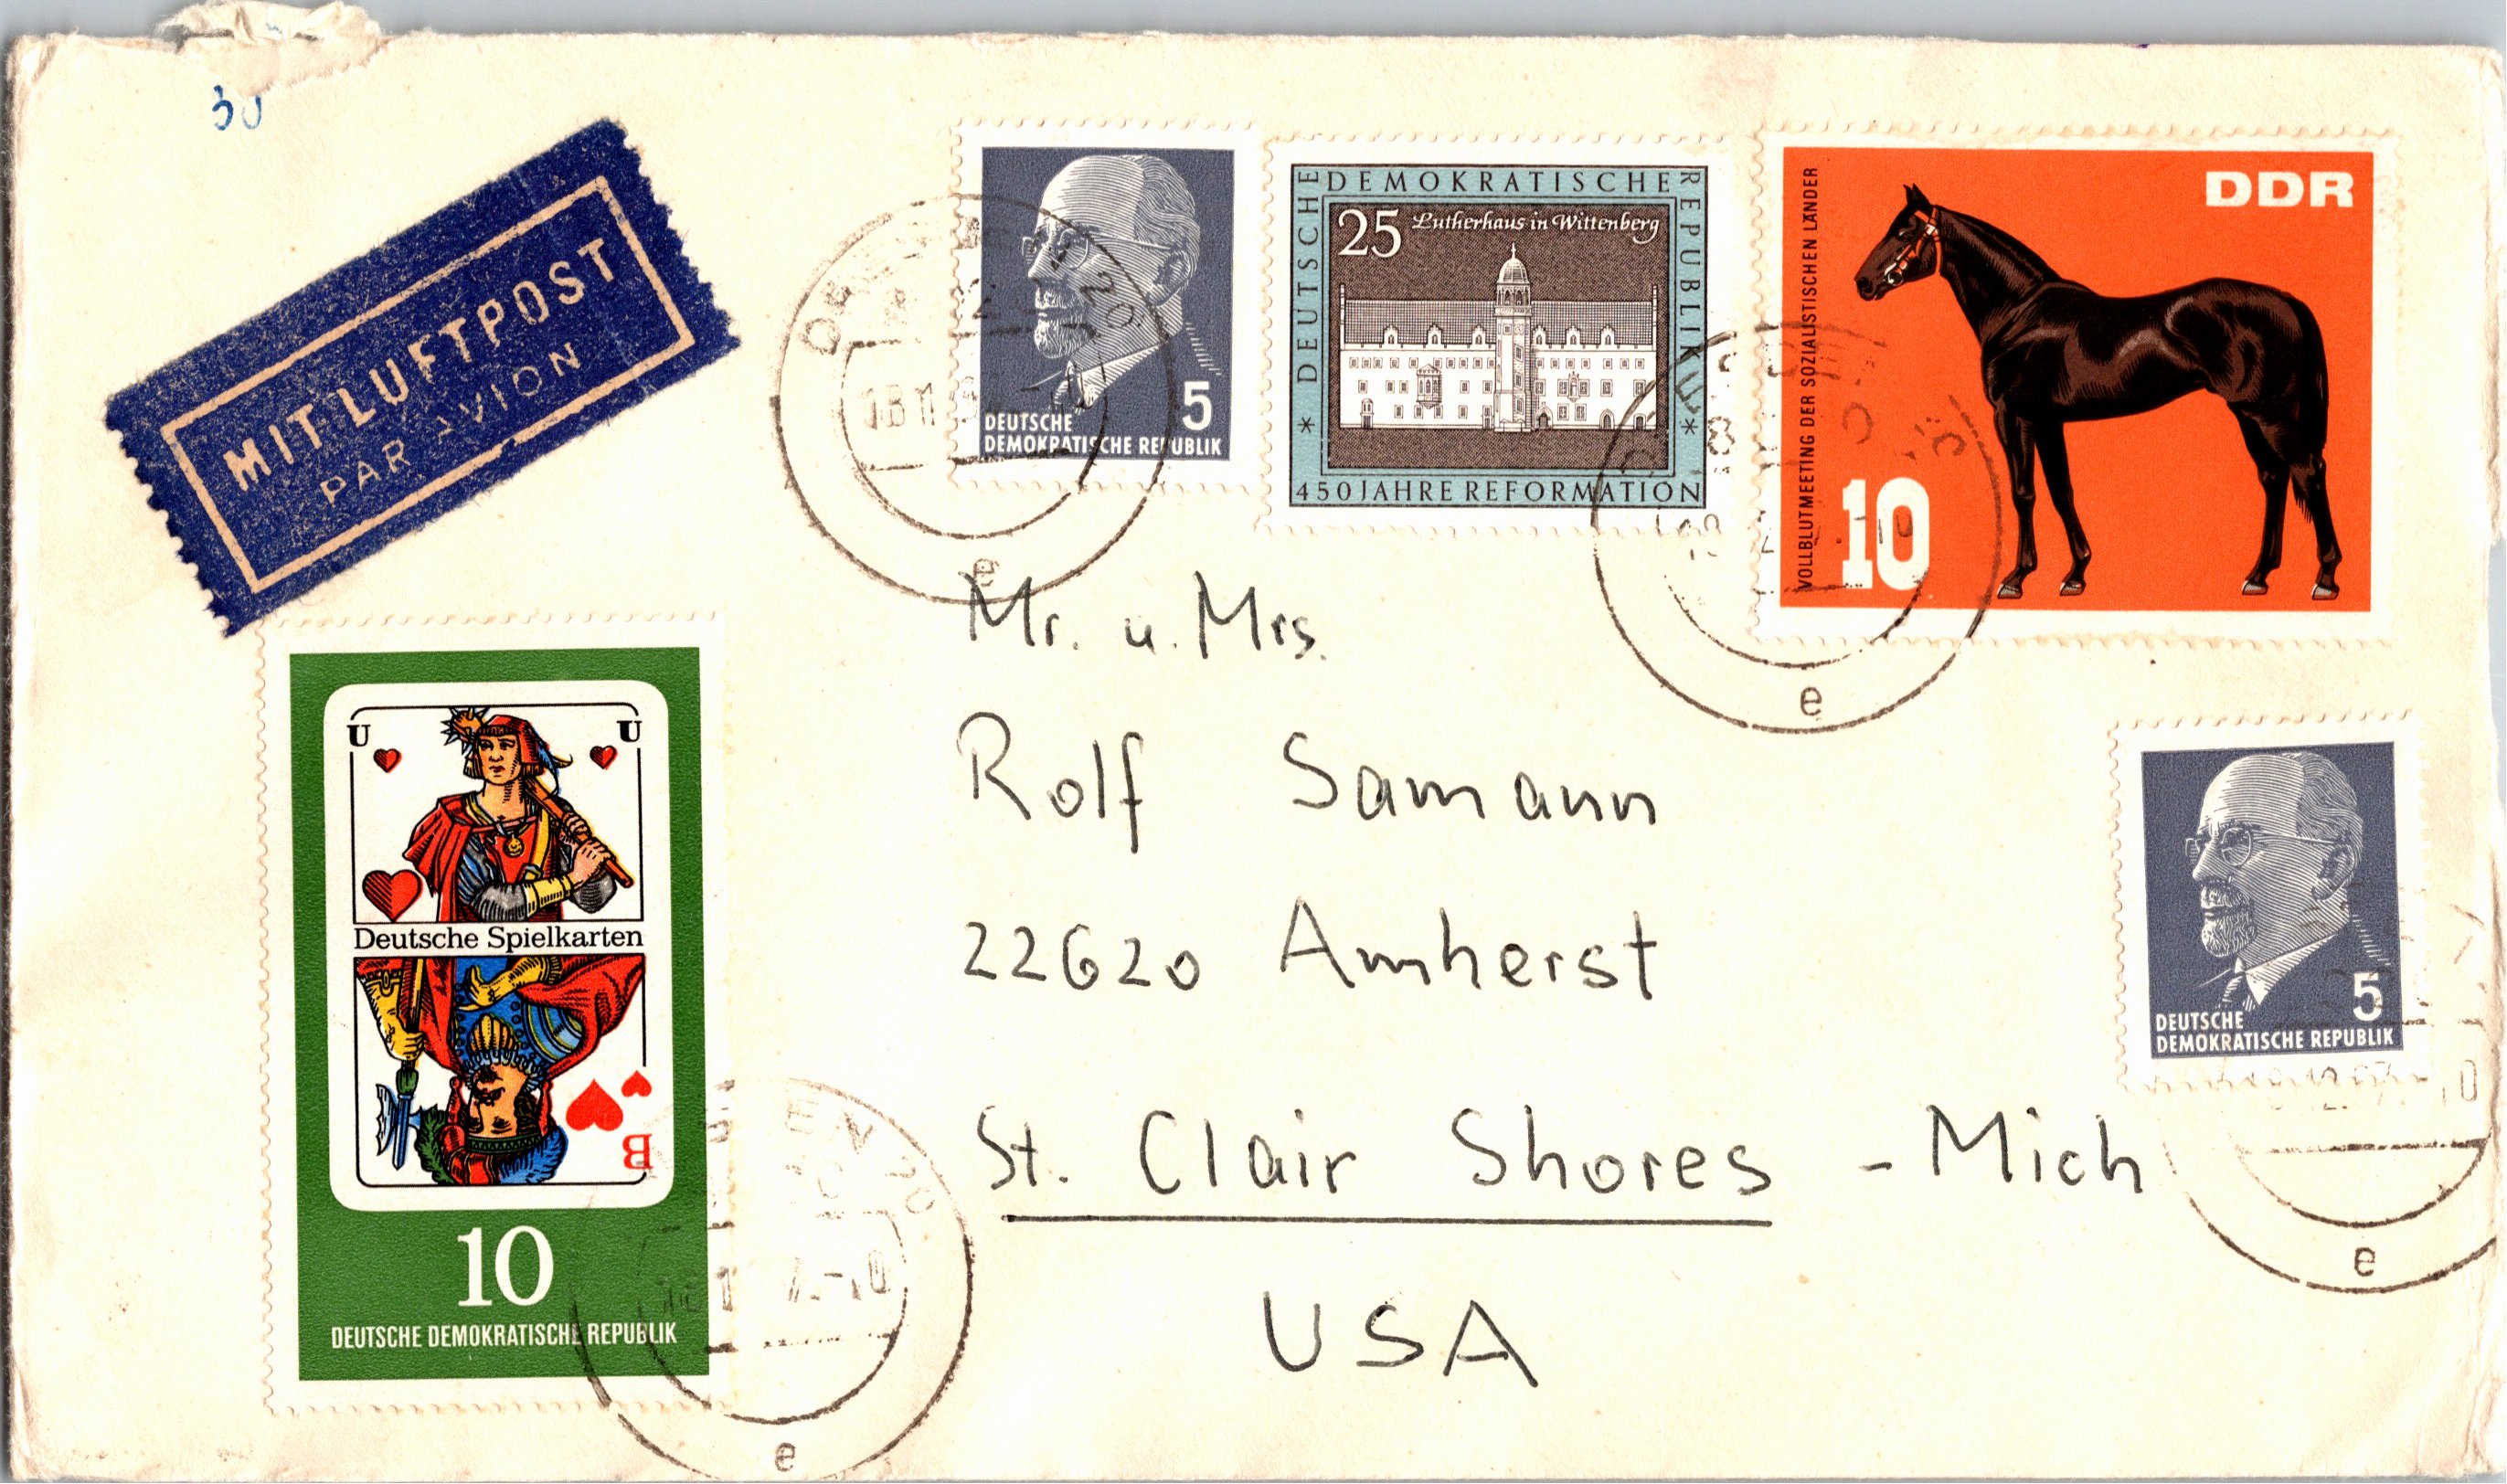 MIT LUFTPOST
PAR AVION
5
DEUTSCHE
DEMOKRATISCHE REPUBLIK
DEUTSCHE DEMOKRATISCHE REPUBLIK
25 Lutherhaus in Wittenberg
* 450 JAHRE REFORMATION *
DDR
VOLLBLUTMEETING DER SOZIALISTISCHEN LÄNDER
10
e
e
Mr. u. Mrs.
Rolf Samann
22620 Amherst
St. Clair Shores - Mich
USA
U U
Deutsche Spielkarten
B
10
DEUTSCHE DEMOKRATISCHE REPUBLIK
e
5
DEUTSCHE
DEMOKRATISCHE REPUBLIK
e